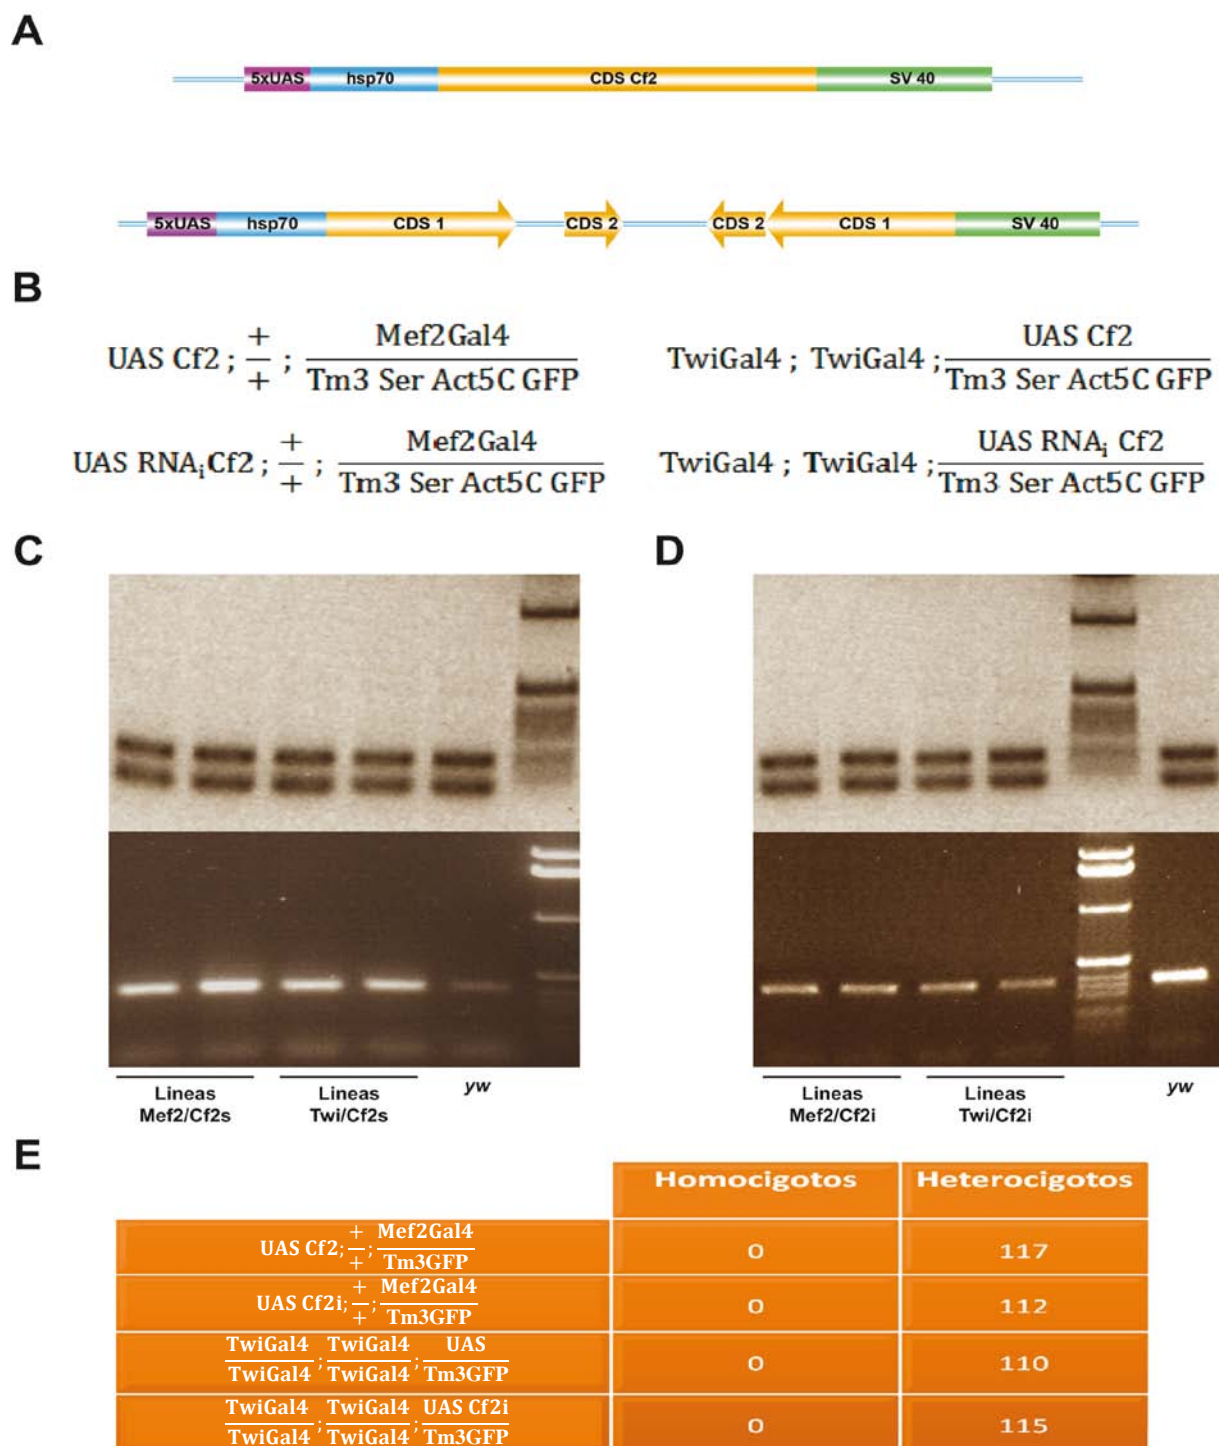 A
5xUAS hsp70 CDS Cf2 SV 40
5xUAS hsp70 CDS 1 CDS 2 CDS 2 CDS 1 SV 40
B
UAS Cf2 ; + / + ; Mef2Gal4 / Tm3 Ser Act5C GFP
TwiGal4 ; TwiGal4 ; UAS Cf2 / Tm3 Ser Act5C GFP
UAS RNAiCf2 ; + / + ; Mef2Gal4 / Tm3 Ser Act5C GFP
TwiGal4 ; TwiGal4 ; UAS RNAi Cf2 / Tm3 Ser Act5C GFP
C
Lineas
Mef2/Cf2s
Lineas
Twi/Cf2s
yw
D
Lineas
Mef2/Cf2i
Lineas
Twi/Cf2i
yw
E
Homocigotos Heterocigotos
UAS Cf2; + / + ; Mef2Gal4 / Tm3GFP 0 117
UAS Cf2i; + / + ; Mef2Gal4 / Tm3GFP 0 112
TwiGal4 / TwiGal4 ; TwiGal4 / TwiGal4 ; UAS / Tm3GFP 0 110
TwiGal4 / TwiGal4 ; TwiGal4 / TwiGal4 ; UAS Cf2i / Tm3GFP 0 115